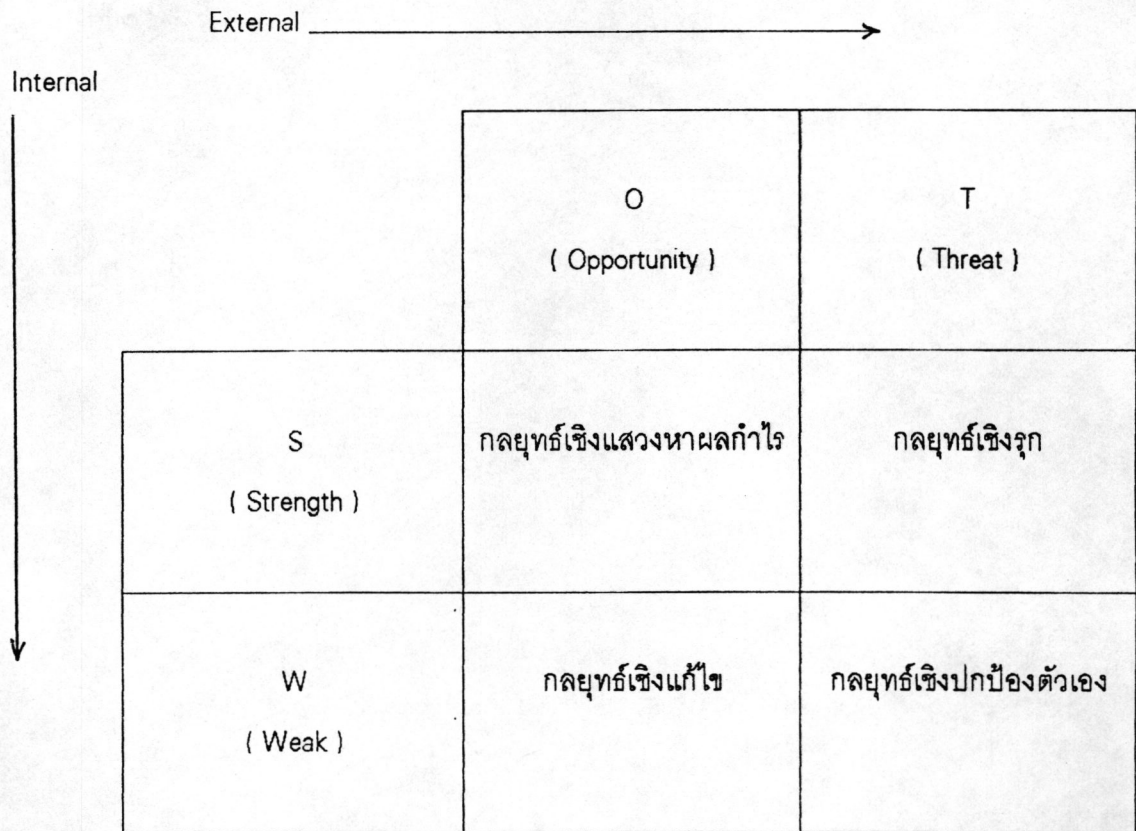 External
Internal
O
T
( Opportunity )
( Threat )
S
กลยุทธ์เชิงแสวงหาผลกำไร
กลยุทธ์เชิงรุก
( Strength )
W
กลยุทธ์เชิงแก้ไข
กลยุทธ์เชิงปกป้องตัวเอง
( Weak )